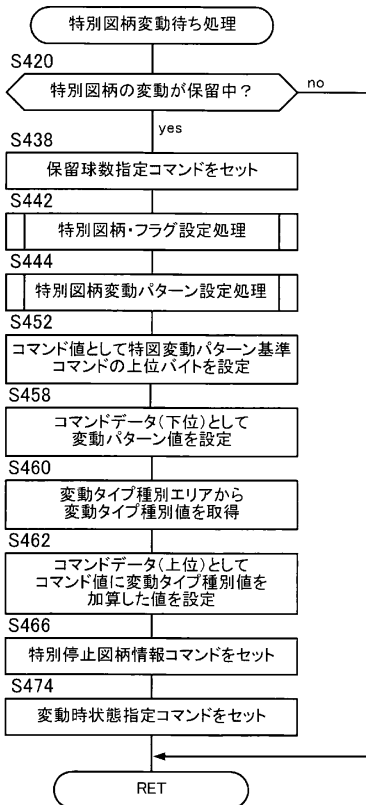 特別図柄変動待ち処理
S420
特別図柄の変動が保留中?
no
yes
S438
保留球数指定コマンドをセット
S442
特別図柄・フラグ設定処理
S444
特別図柄変動パターン設定処理
S452
コマンド値として特図変動パターン基準
コマンドの上位バイトを設定
S458
コマンドデータ(下位)として
変動パターン値を設定
S460
変動タイプ種別エリアから
変動タイプ種別値を取得
S462
コマンドデータ(上位)として
コマンド値に変動タイプ種別値を
加算した値を設定
S466
特別停止図柄情報コマンドをセット
S474
変動時状態指定コマンドをセット
RET